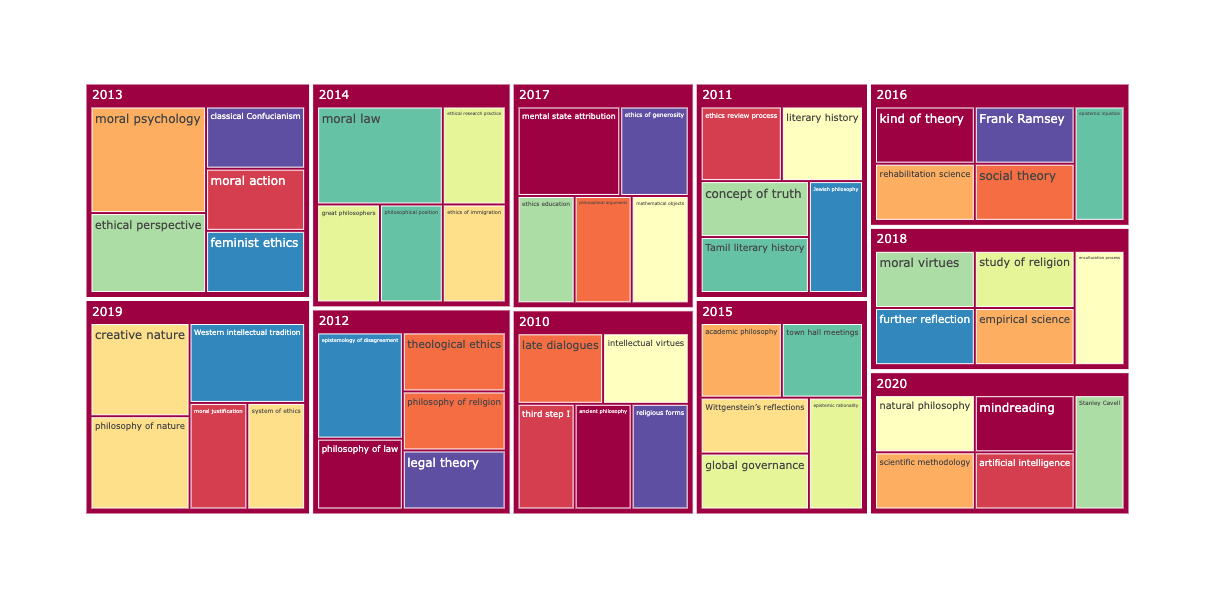 2013
moral psychology
classical Confucianism
moral action
ethical perspective
feminist ethics
2014
moral law
ethical research practice
great philosophers
philosophical position
ethics of immigration
2017
mental state attribution
ethics of generosity
ethics education
philosophical arguments
mathematical objects
2011
ethics review process
literary history
concept of truth
Jewish philosophy
Tamil literary history
2016
kind of theory
Frank Ramsey
epistemic injustice
rehabilitation science
social theory
2018
moral virtues
study of religion
enculturation process
further reflection
empirical science
2019
creative nature
Western intellectual tradition
philosophy of nature
moral justification
system of ethics
2012
epistemology of disagreement
theological ethics
philosophy of religion
philosophy of law
legal theory
2010
late dialogues
intellectual virtues
third step I
ancient philosophy
religious forms
2015
academic philosophy
town hall meetings
Wittgenstein’s reflections
epistemic rationality
global governance
2020
natural philosophy
mindreading
Stanley Cavell
scientific methodology
artificial intelligence